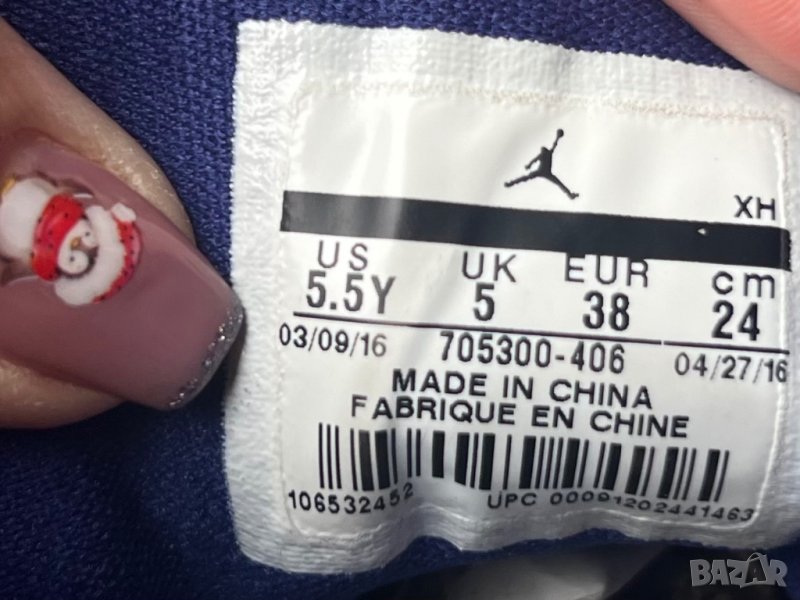 XH
US UK EUR cm
5.5Y 5 38 24
03/09/16 705300-406 04/27/16
MADE IN CHINA
FABRIQUE EN CHINE
106532452 UPC 00091202441463
BAZAR